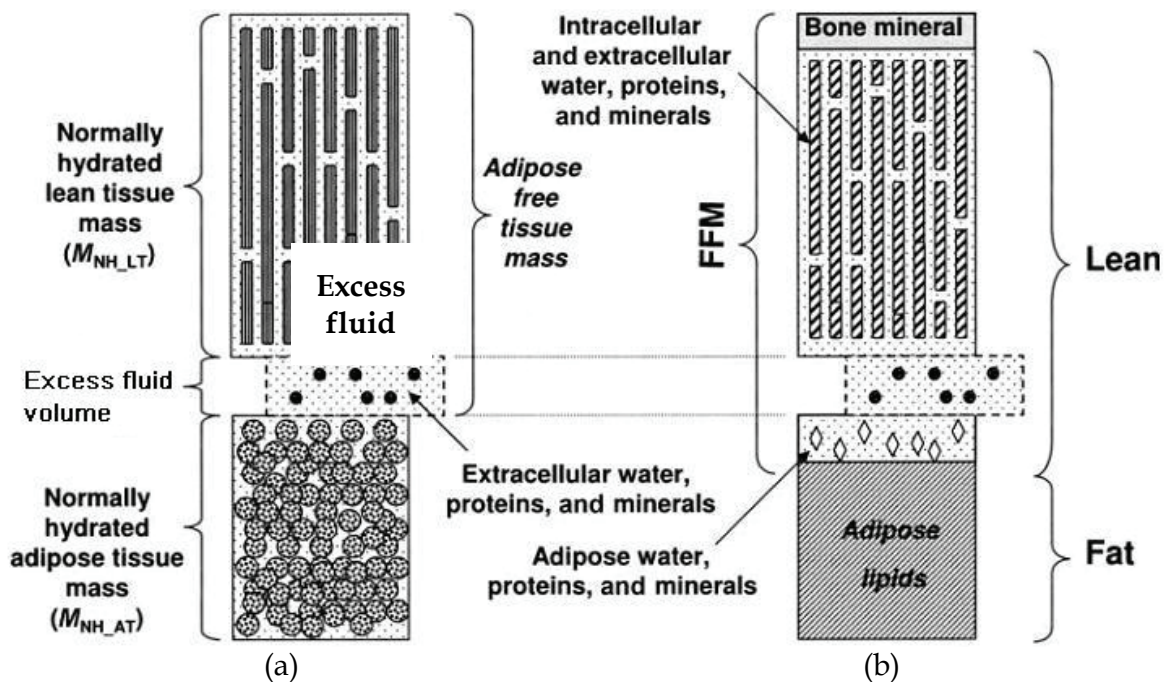 Normally
hydrated
lean tissue
mass
(M_NH_LT)
Excess fluid
volume
Normally
hydrated
adipose tissue
mass
(M_NH_AT)
Excess
fluid
Adipose
free
tissue
mass
Intracellular
and extracellular
water, proteins,
and minerals
Extracellular water,
proteins, and minerals
Adipose water,
proteins, and minerals
FFM
Bone mineral
Adipose
lipids
Lean
Fat
(a)
(b)